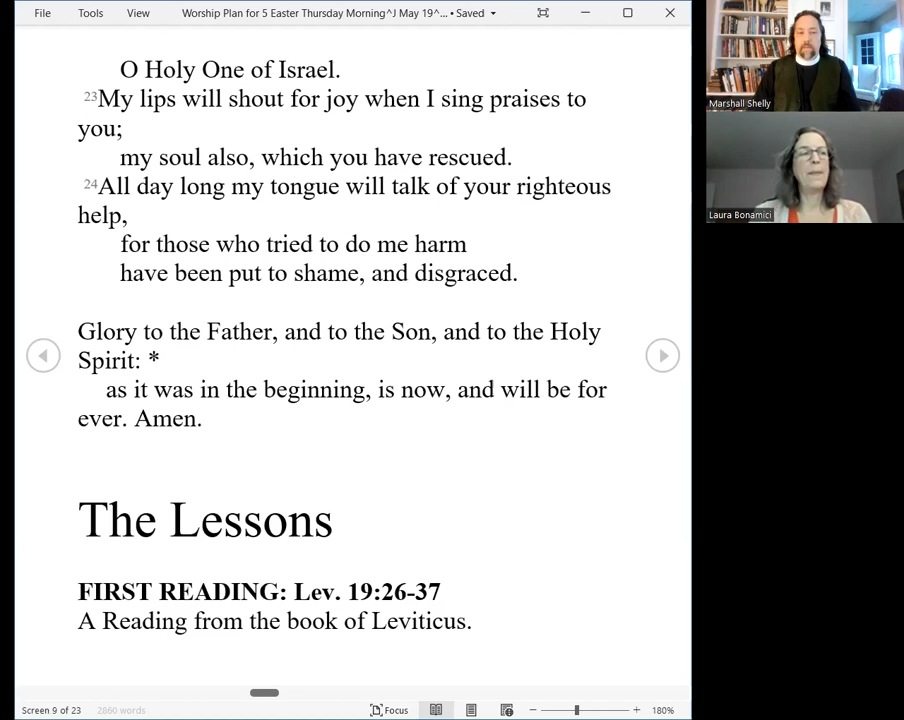 File Tools View Worship Plan for 5 Easter Thursday Morning^J May 19^... • Saved
O Holy One of Israel.
23My lips will shout for joy when I sing praises to
you;
my soul also, which you have rescued.
24All day long my tongue will talk of your righteous
help,
for those who tried to do me harm
have been put to shame, and disgraced.
Glory to the Father, and to the Son, and to the Holy
Spirit: *
as it was in the beginning, is now, and will be for
ever. Amen.
The Lessons
FIRST READING: Lev. 19:26-37
A Reading from the book of Leviticus.
Screen 9 of 23 2860 words Focus 180%
Marshall Shelly
Laura Bonamici